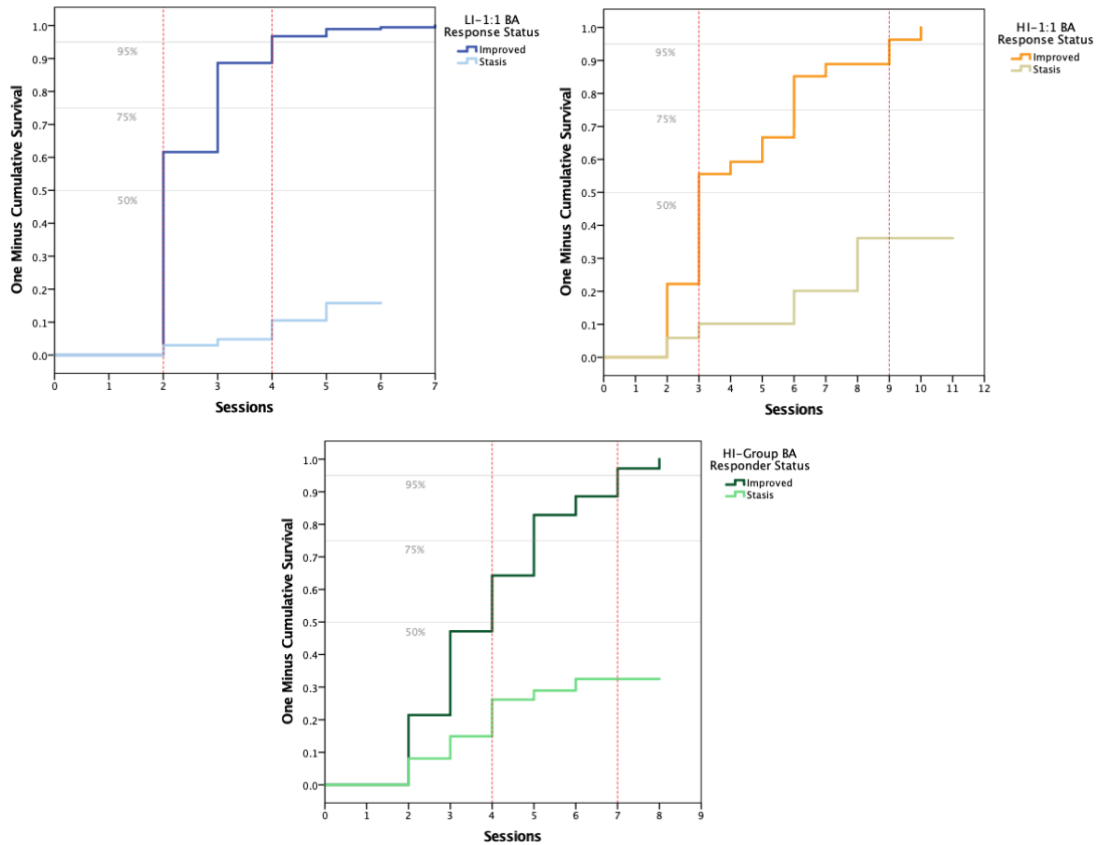 LI-1:1 BA
Response Status
Improved
Stasis
One Minus Cumulative Survival
1.0
0.9
0.8
0.7
0.6
0.5
0.4
0.3
0.2
0.1
0.0
95%
75%
50%
0 1 2 3 4 5 6 7
Sessions
HI-1:1 BA
Response Status
Improved
Stasis
One Minus Cumulative Survival
1.0
0.9
0.8
0.7
0.6
0.5
0.4
0.3
0.2
0.1
0.0
95%
75%
50%
0 1 2 3 4 5 6 7 8 9 10 11 12
Sessions
HI-Group BA
Responder Status
Improved
Stasis
One Minus Cumulative Survival
1.0
0.9
0.8
0.7
0.6
0.5
0.4
0.3
0.2
0.1
0.0
95%
75%
50%
0 1 2 3 4 5 6 7 8 9
Sessions